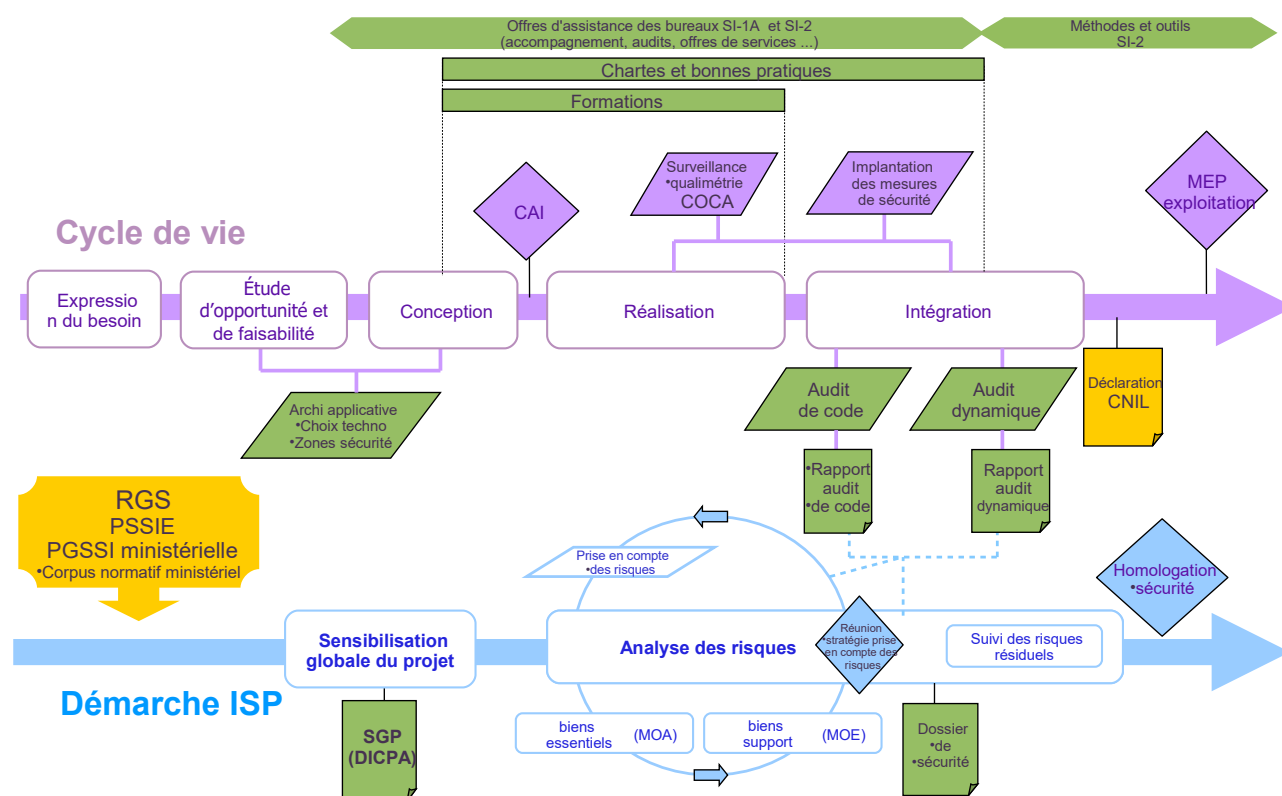 Offres d'assistance des bureaux SI-1A et SI-2
(accompagnement, audits, offres de services ...)
Méthodes et outils
SI-2
Chartes et bonnes pratiques
Formations
CAI
Surveillance
•qualimétrie
COCA
Implantation
des mesures
de sécurité
MEP
exploitation
Cycle de vie
Expressio
n du besoin
Étude
d'opportunité et
de faisabilité
Conception
Réalisation
Intégration
Archi applicative
•Choix techno
•Zones sécurité
Audit
de code
Audit
dynamique
Déclaration
CNIL
•Rapport
audit
•de code
Rapport
audit
dynamique
RGS
PSSIE
PGSSI ministérielle
•Corpus normatif ministériel
Prise en compte
•des risques
Homologation
•sécurité
Sensibilisation
globale du projet
Analyse des risques
Réunion
•stratégie prise
en compte des
risques
Suivi des risques
résiduels
Démarche ISP
SGP
(DICPA)
biens
essentiels
(MOA)
biens
support
(MOE)
Dossier
•de
•sécurité